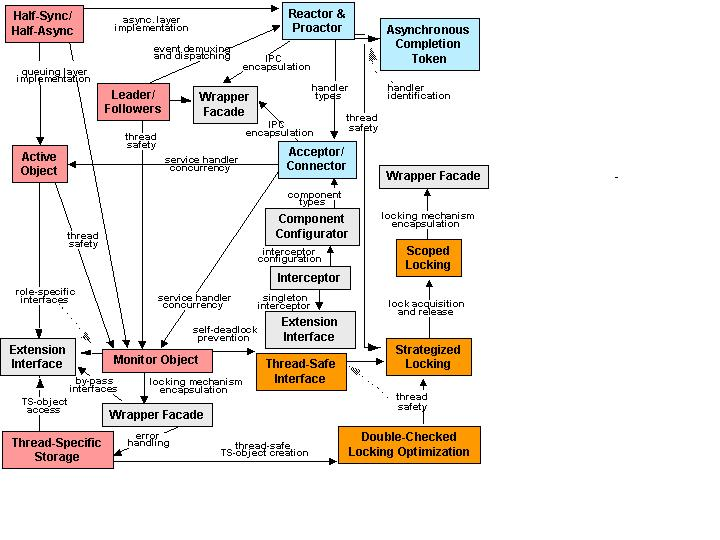 Half-Sync/
Half-Async
async. layer
implementation
Reactor &
Proactor
Asynchronous
Completion
Token
event demuxing
and dispatching
IPC
encapsulation
queuing layer
implementation
Leader/
Followers
Wrapper
Facade
handler
types
handler
identification
thread
safety
IPC
encapsulation
thread
safety
Active
Object
service handler
concurrency
Acceptor/
Connector
Wrapper Facade
-
component
types
Component
Configurator
locking mechanism
encapsulation
thread
safety
interceptor
configuration
Scoped
Locking
Interceptor
role-specific
interfaces
service handler
concurrency
singleton
interceptor
lock acquisition
and release
Extension
Interface
self-deadlock
prevention
Extension
Interface
Monitor Object
Thread-Safe
Interface
Strategized
Locking
by-pass
interfaces
locking mechanism
encapsulation
TS-object
access
Wrapper Facade
thread
safety
error
handling
Thread-Specific
Storage
thread-safe
TS-object creation
Double-Checked
Locking Optimization